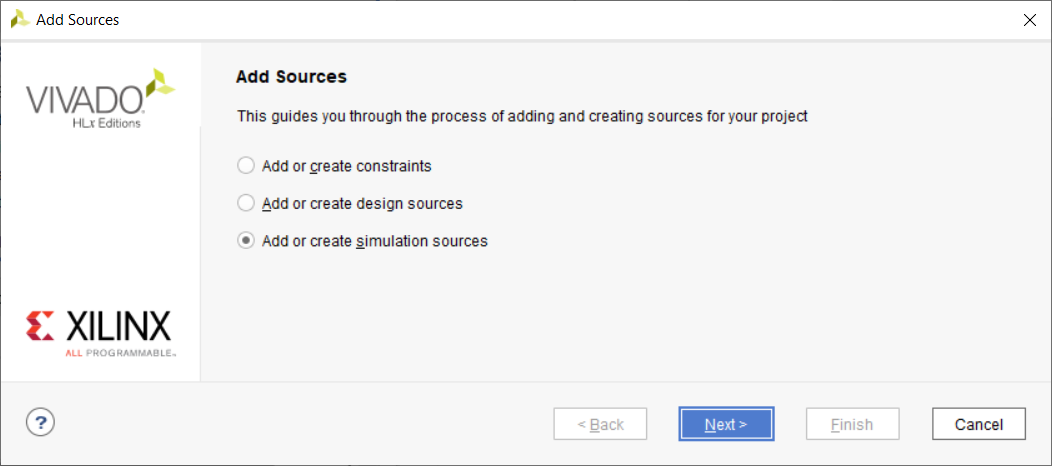 Add Sources
VIVADO
HLx Editions
Add Sources
This guides you through the process of adding and creating sources for your project
Add or create constraints
Add or create design sources
Add or create simulation sources
XILINX
ALL PROGRAMMABLE™
?
< Back
Next >
Finish
Cancel